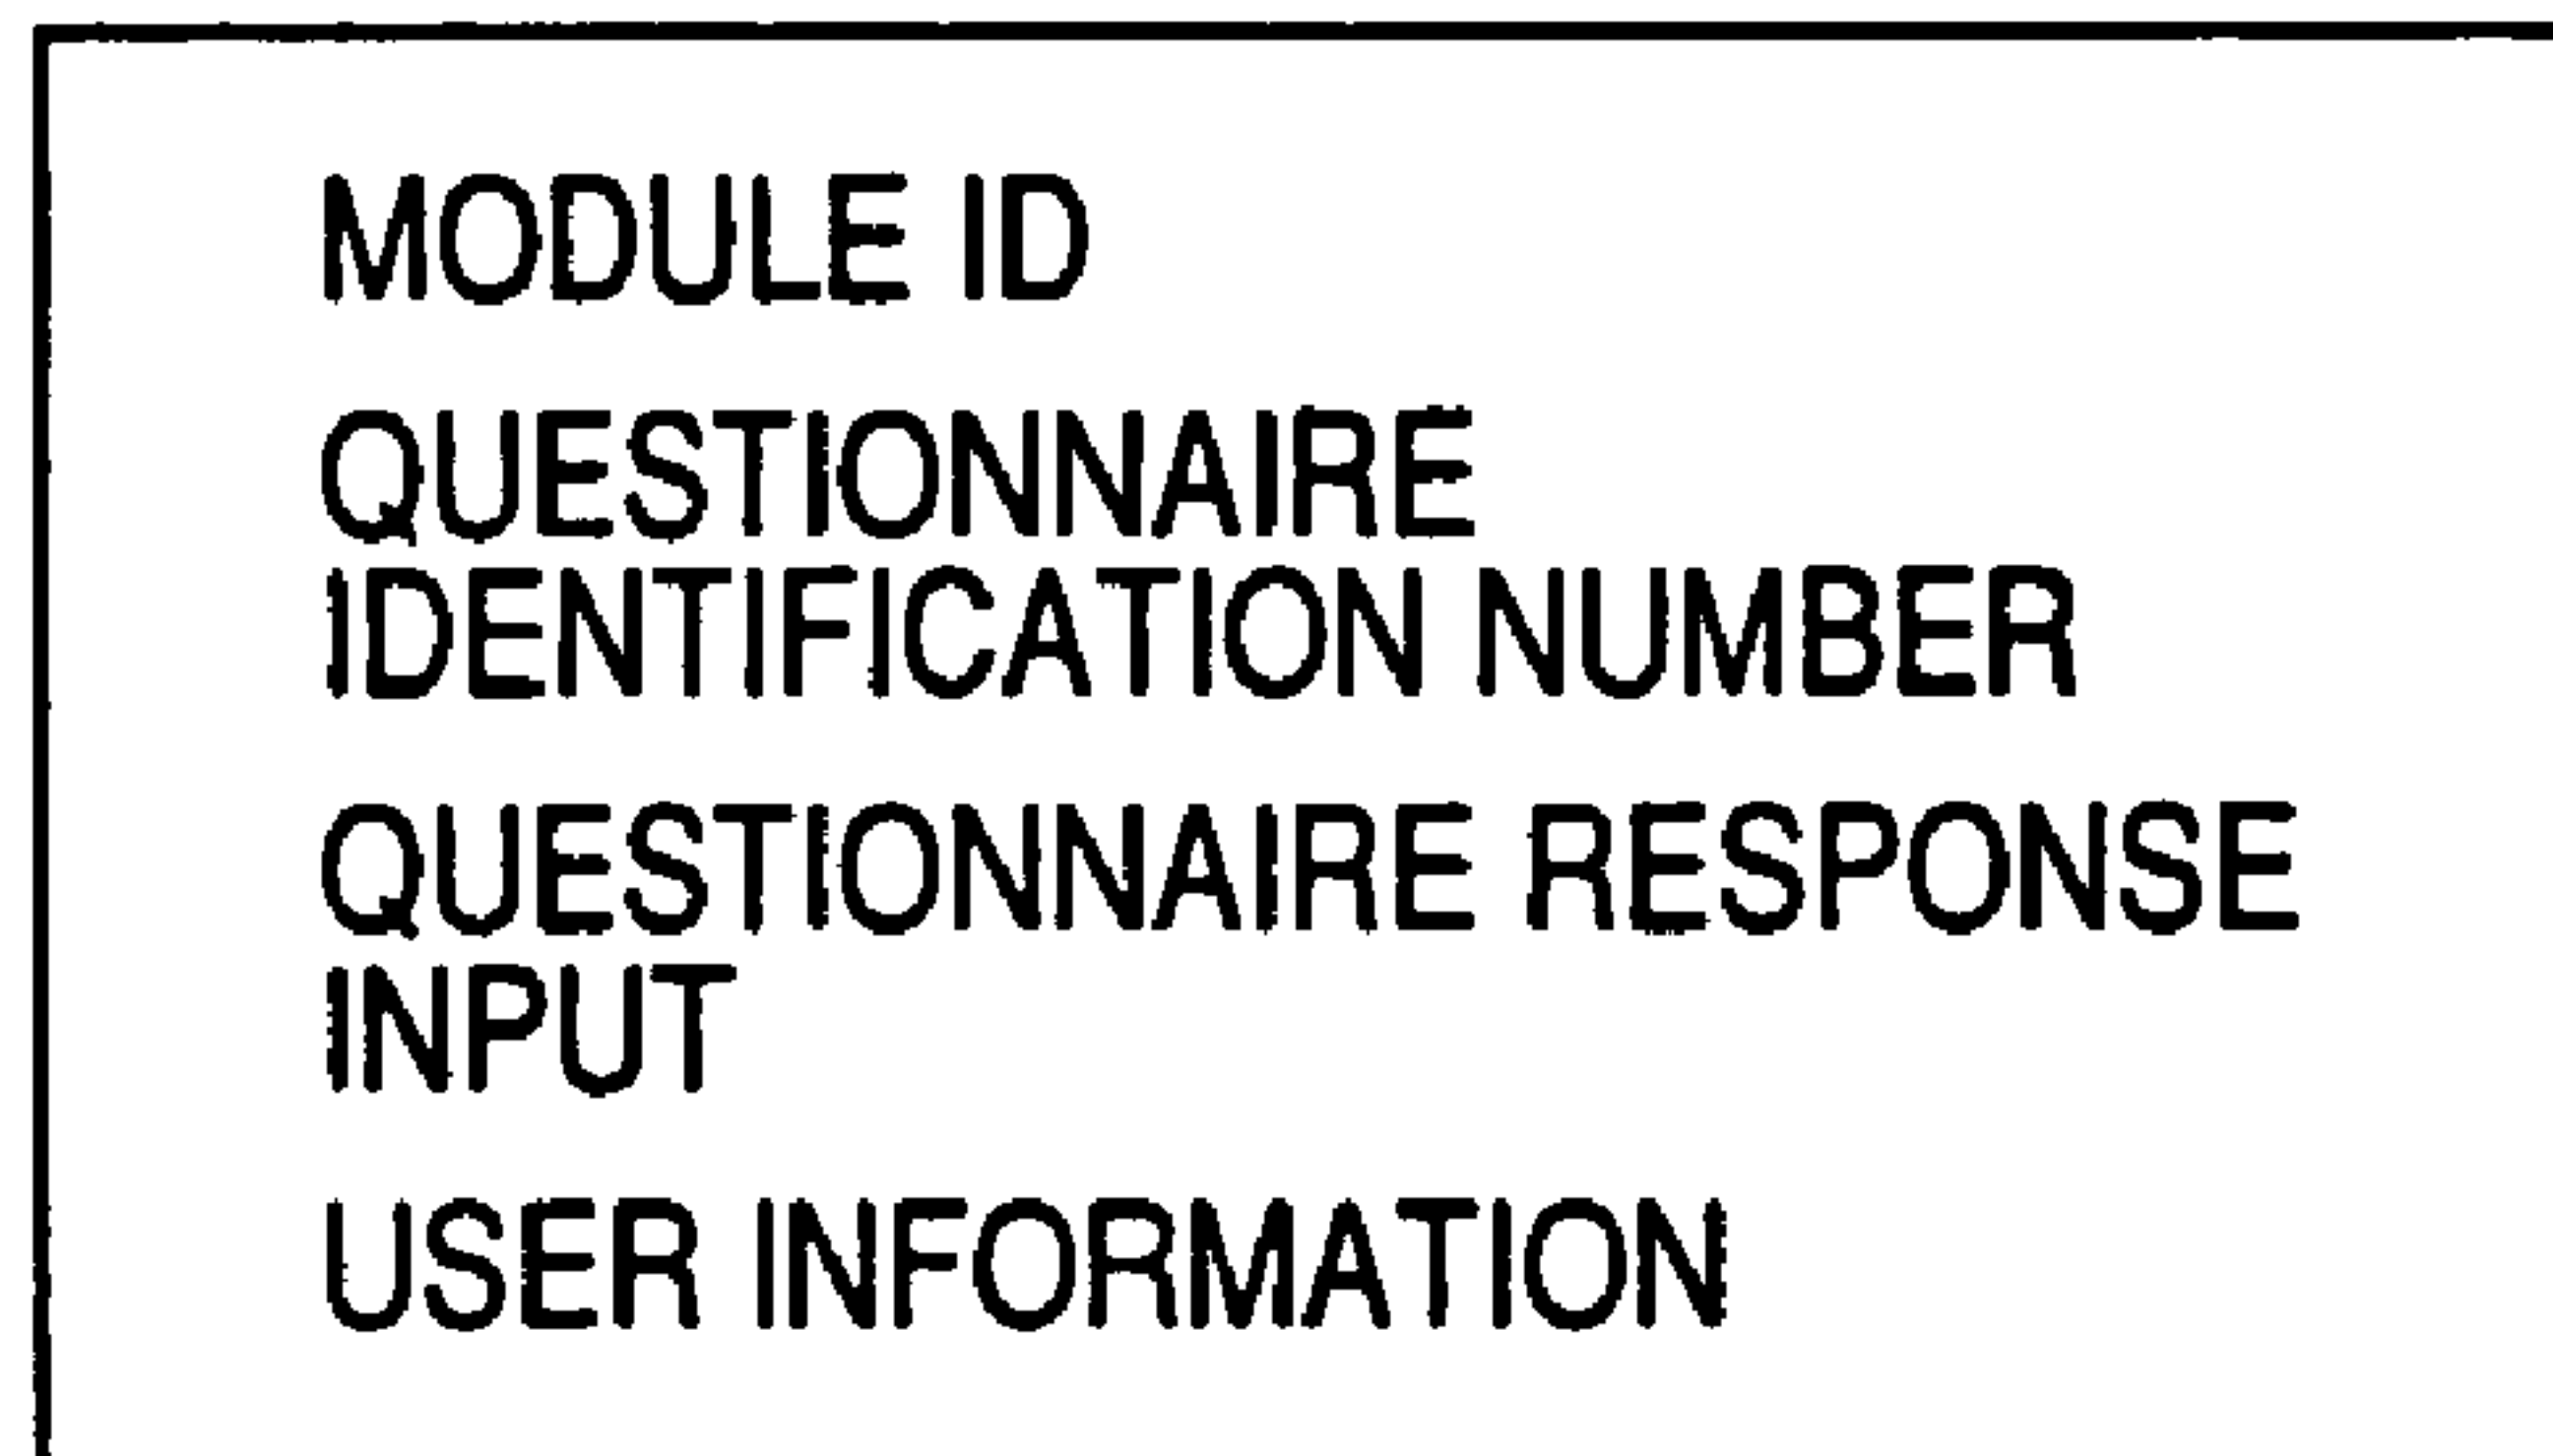 MODULE ID
QUESTIONNAIRE
IDENTIFICATION NUMBER
QUESTIONNAIRE RESPONSE
INPUT
USER INFORMATION